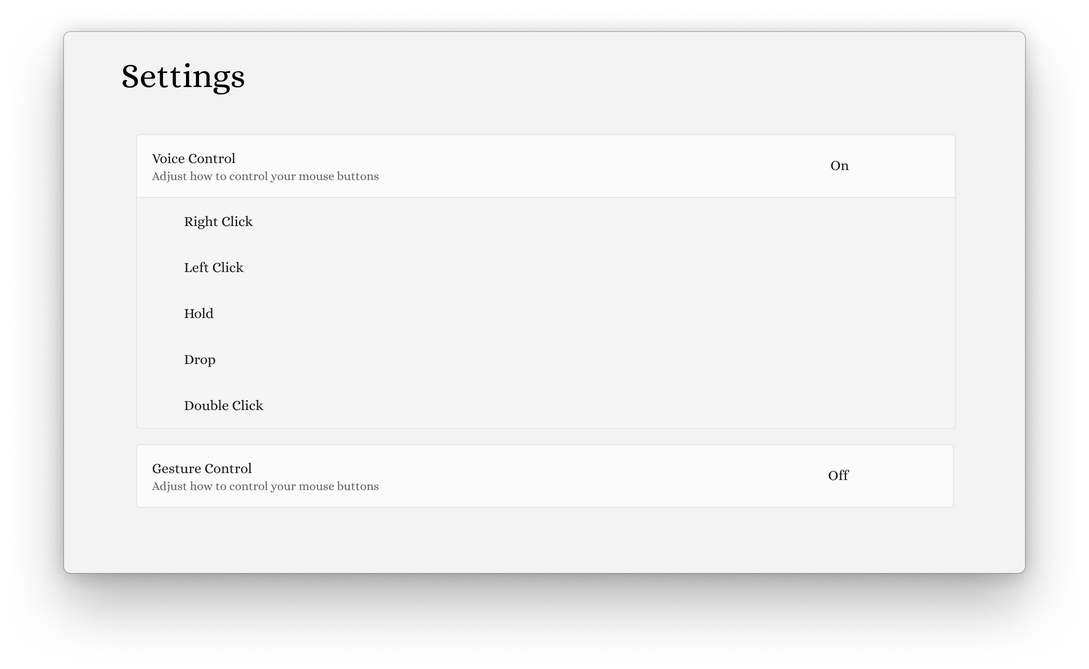 Settings
Voice Control
Adjust how to control your mouse buttons
On
Right Click
Left Click
Hold
Drop
Double Click
Gesture Control
Adjust how to control your mouse buttons
Off